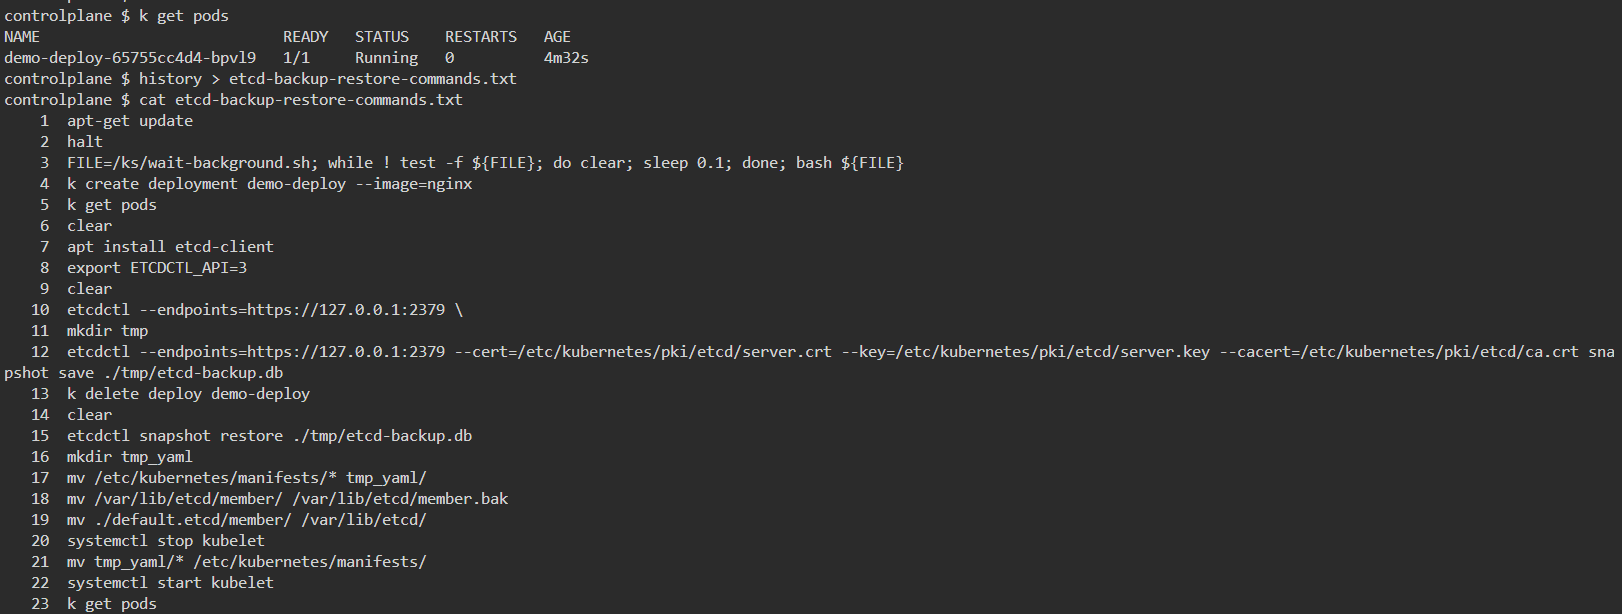 controlplane $ k get pods
NAME                           READY   STATUS    RESTARTS   AGE
demo-deploy-65755cc4d4-bpvl9   1/1     Running   0          4m32s
controlplane $ history > etcd-backup-restore-commands.txt
controlplane $ cat etcd-backup-restore-commands.txt
    1  apt-get update
    2  halt
    3  FILE=/ks/wait-background.sh; while ! test -f ${FILE}; do clear; sleep 0.1; done; bash ${FILE}
    4  k create deployment demo-deploy --image=nginx
    5  k get pods
    6  clear
    7  apt install etcd-client
    8  export ETCDCTL_API=3
    9  clear
   10  etcdctl --endpoints=https://127.0.0.1:2379 \
   11  mkdir tmp
   12  etcdctl --endpoints=https://127.0.0.1:2379 --cert=/etc/kubernetes/pki/etcd/server.crt --key=/etc/kubernetes/pki/etcd/server.key --cacert=/etc/kubernetes/pki/etcd/ca.crt sna
pshot save ./tmp/etcd-backup.db
   13  k delete deploy demo-deploy
   14  clear
   15  etcdctl snapshot restore ./tmp/etcd-backup.db
   16  mkdir tmp_yaml
   17  mv /etc/kubernetes/manifests/* tmp_yaml/
   18  mv /var/lib/etcd/member/ /var/lib/etcd/member.bak
   19  mv ./default.etcd/member/ /var/lib/etcd/
   20  systemctl stop kubelet
   21  mv tmp_yaml/* /etc/kubernetes/manifests/
   22  systemctl start kubelet
   23  k get pods